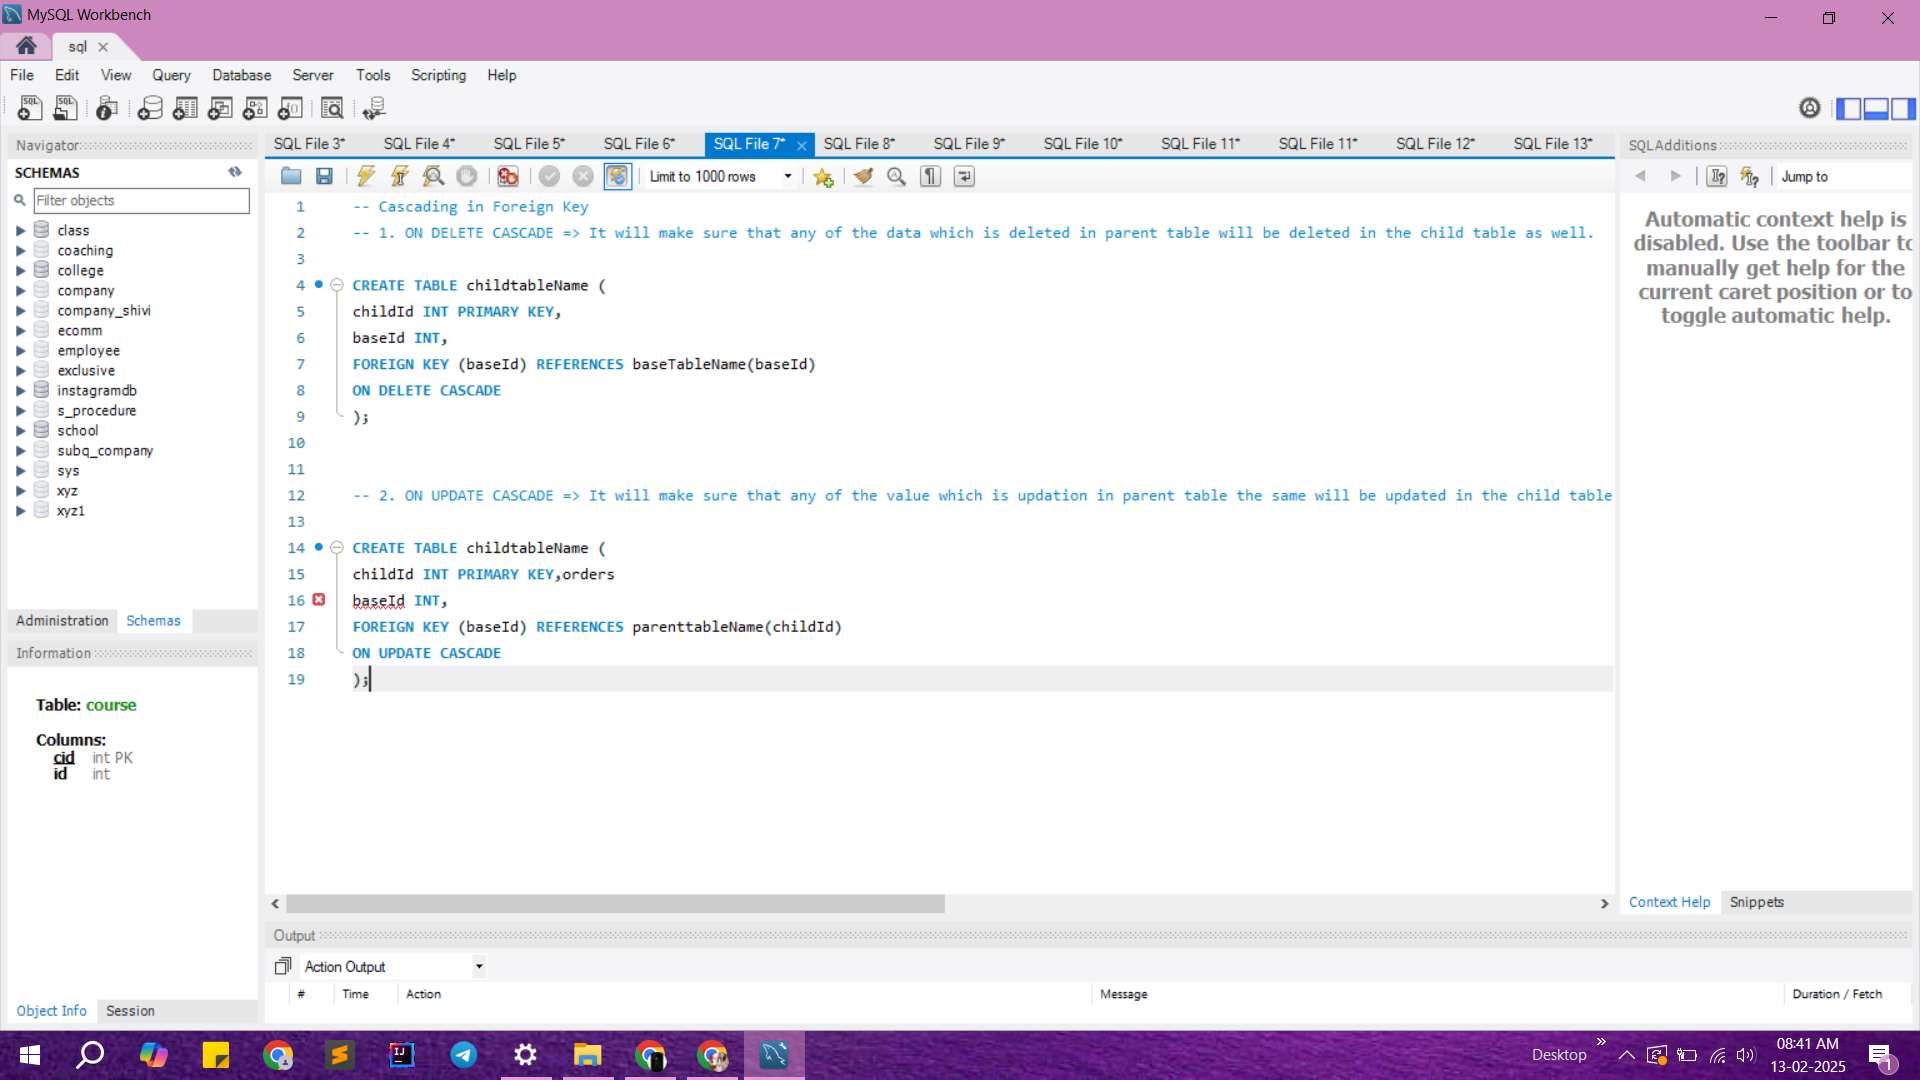 MySQL Workbench
sql
File Edit View Query Database Server Tools Scripting Help
Navigator
SCHEMAS
Filter objects
class
coaching
college
company
company_shivi
ecomm
employee
exclusive
instagramdb
s_procedure
school
subq_company
sys
xyz
xyz1
Administration Schemas
Information
Table: course
Columns:
cid int PK
id int
Object Info Session
SQL File 3* SQL File 4* SQL File 5* SQL File 6* SQL File 7* SQL File 8* SQL File 9* SQL File 10* SQL File 11* SQL File 11* SQL File 12* SQL File 13*
Limit to 1000 rows
1 -- Cascading in Foreign Key
2 -- 1. ON DELETE CASCADE => It will make sure that any of the data which is deleted in parent table will be deleted in the child table as well.
3
4 CREATE TABLE childtableName (
5 childId INT PRIMARY KEY,
6 baseId INT,
7 FOREIGN KEY (baseId) REFERENCES baseTableName(baseId)
8 ON DELETE CASCADE
9 );
10
11
12 -- 2. ON UPDATE CASCADE => It will make sure that any of the value which is updation in parent table the same will be updated in the child table
13
14 CREATE TABLE childtableName (
15 childId INT PRIMARY KEY,orders
16 baseId INT,
17 FOREIGN KEY (baseId) REFERENCES parenttableName(childId)
18 ON UPDATE CASCADE
19 );
SQLAdditions
Jump to
Automatic context help is
disabled. Use the toolbar to
manually get help for the
current caret position or to
toggle automatic help.
Context Help Snippets
Output
Action Output
# Time Action Message Duration / Fetch
Desktop
08:41 AM
13-02-2025
1